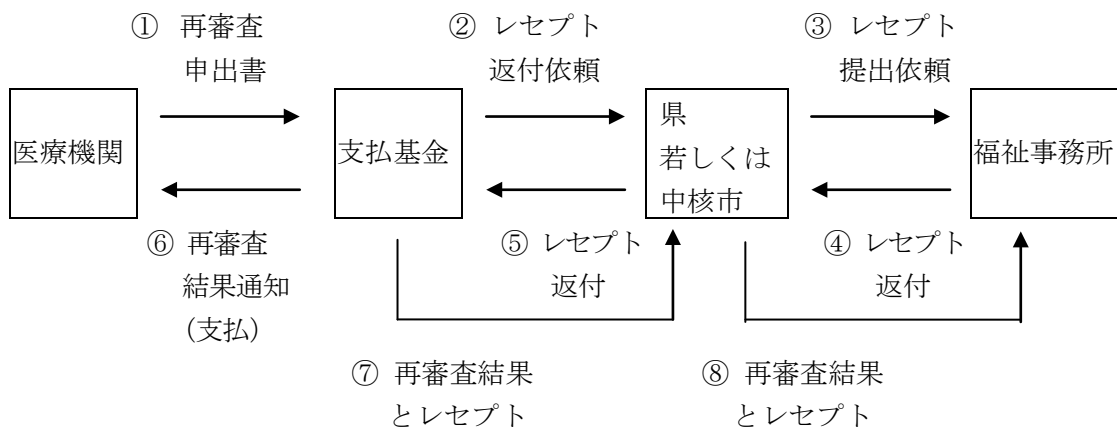 ① 再審査
申出書
② レセプト
返付依頼
③ レセプト
提出依頼
医療機関
支払基金
県
若しくは
中核市
福祉事務所
⑥ 再審査
結果通知
(支払)
⑤ レセプト
返付
④ レセプト
返付
⑦ 再審査結果
とレセプト
⑧ 再審査結果
とレセプト